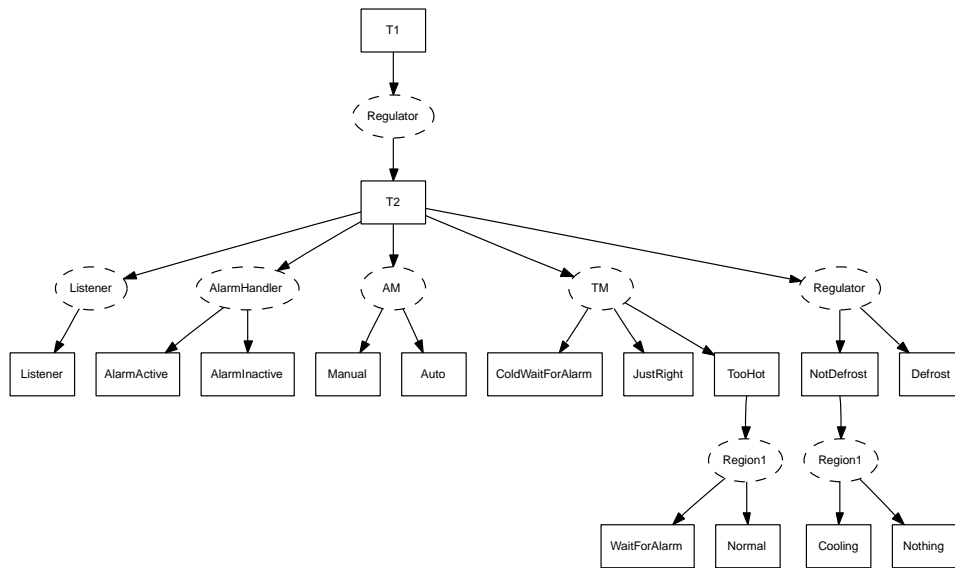 T1
Regulator
T2
Listener
AlarmHandler
AM
TM
Regulator
Listener
AlarmActive
AlarmInactive
Manual
Auto
ColdWaitForAlarm
JustRight
TooHot
NotDefrost
Defrost
Region1
Region1
WaitForAlarm
Normal
Cooling
Nothing